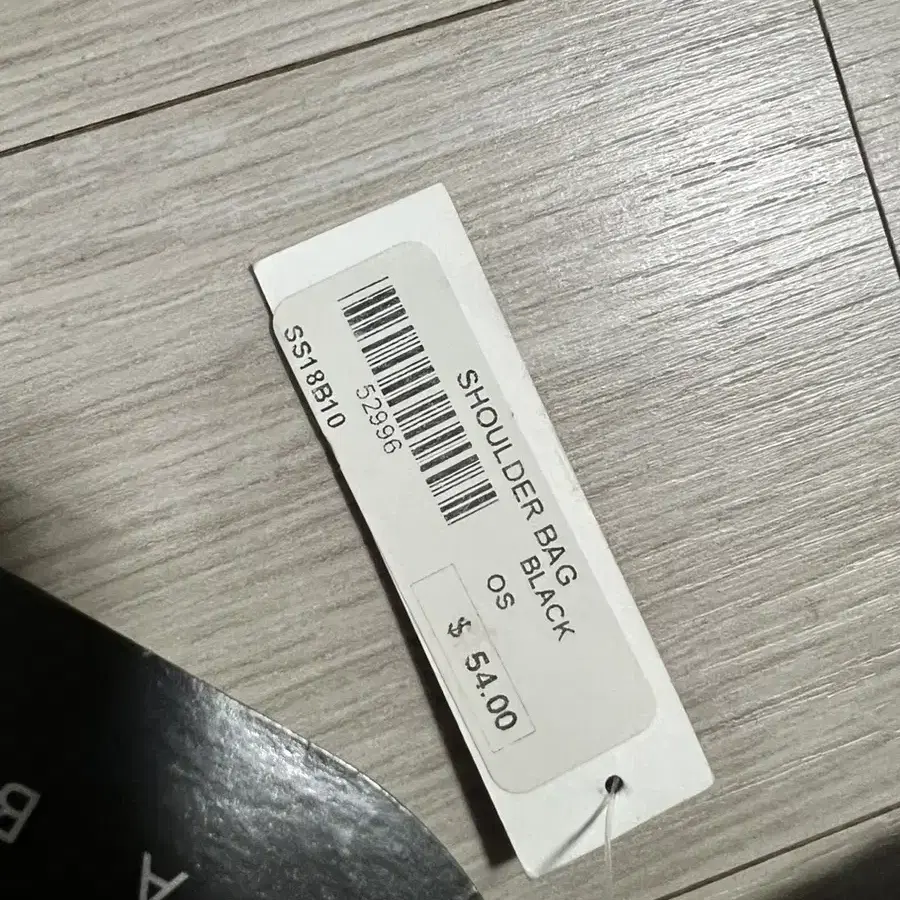 SHOULDER BAG
BLACK
OS
52996
SS18B10
$ 54.00
B
A